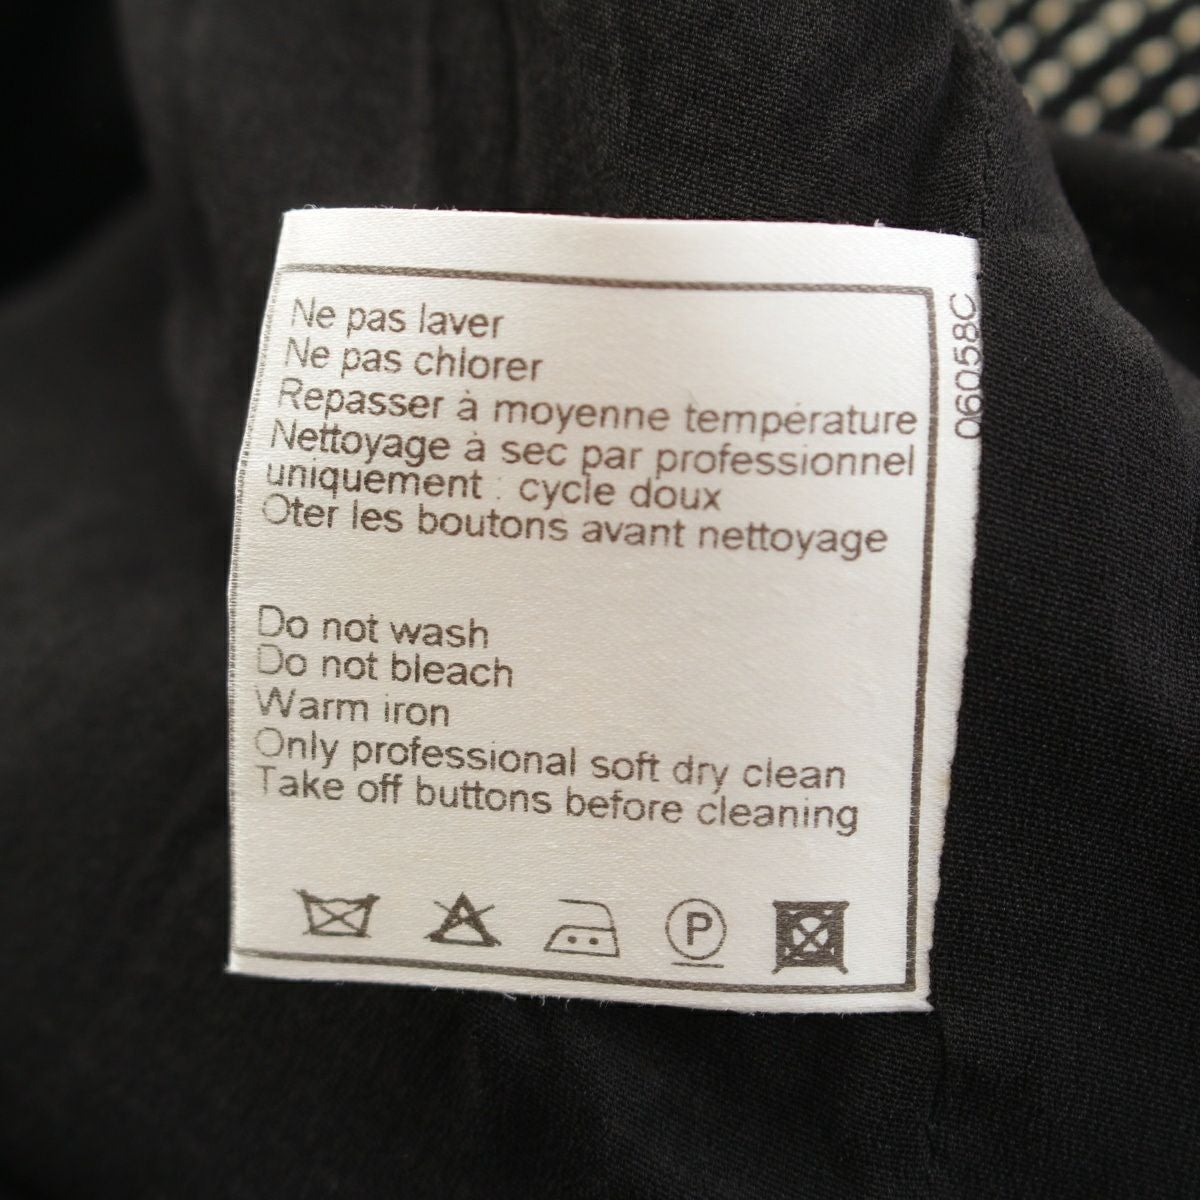 Ne pas laver
Ne pas chlorer
Repasser à moyenne température
Nettoyage à sec par professionnel
uniquement : cycle doux
Oter les boutons avant nettoyage
Do not wash
Do not bleach
Warm iron
Only professional soft dry clean
Take off buttons before cleaning
P
06058C